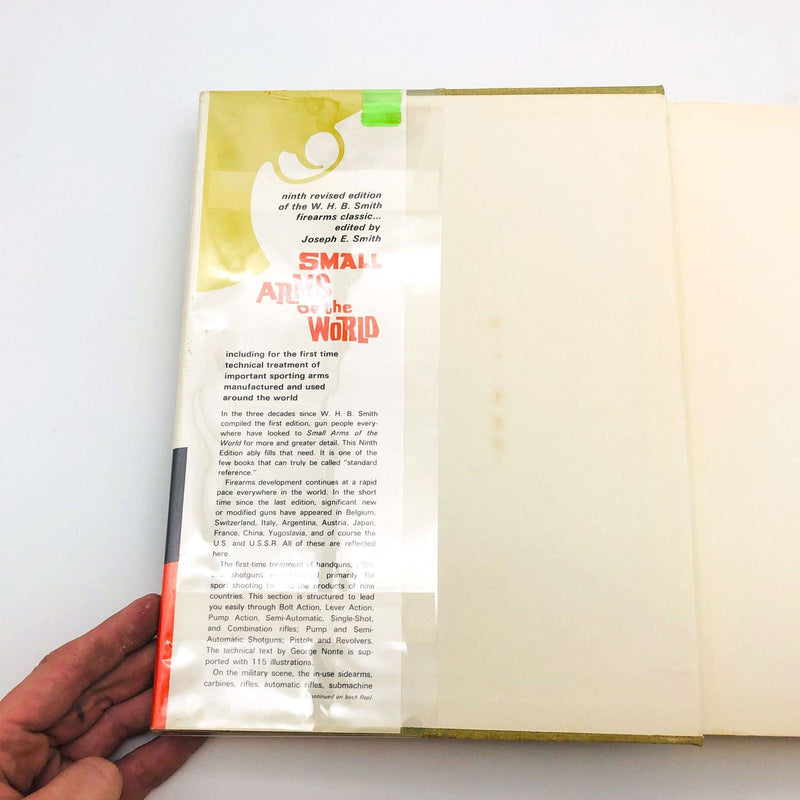 ninth revised edition
of the W. H. B. Smith
firearms classic...
edited by
Joseph E. Smith
SMALL
ARMS
of the
WORLD
including for the first time
technical treatment of
important sporting arms
manufactured and used
around the world
In the three decades since W. H. B. Smith
compiled the first edition, gun people every-
where have looked to Small Arms of the
World for more and greater detail. This Ninth
Edition ably fills that need. It is one of the
few books that can truly be called "standard
reference."
Firearms development continues at a rapid
pace everywhere in the world. In the short
time since the last edition, significant new
or modified guns have appeared in Belgium,
Switzerland, Italy, Argentina, Austria, Japan,
France, China, Yugoslavia, and of course the
U.S. and U.S.S.R. All of these are reflected
here.
The first-time treatment of handguns, rifles,
and shotguns primarily for
sport shooting the products of nine
countries. This section is structured to lead
you easily through Bolt Action, Lever Action,
Pump Action, Semi-Automatic, Single-Shot,
and Combination rifles; Pump and Semi-
Automatic Shotguns; Pistols and Revolvers.
The technical text by George Nonte is sup-
ported with 115 illustrations.
On the military scene, the in-use sidearms,
carbines, rifles, automatic rifles, submachine
(continued on back flap)